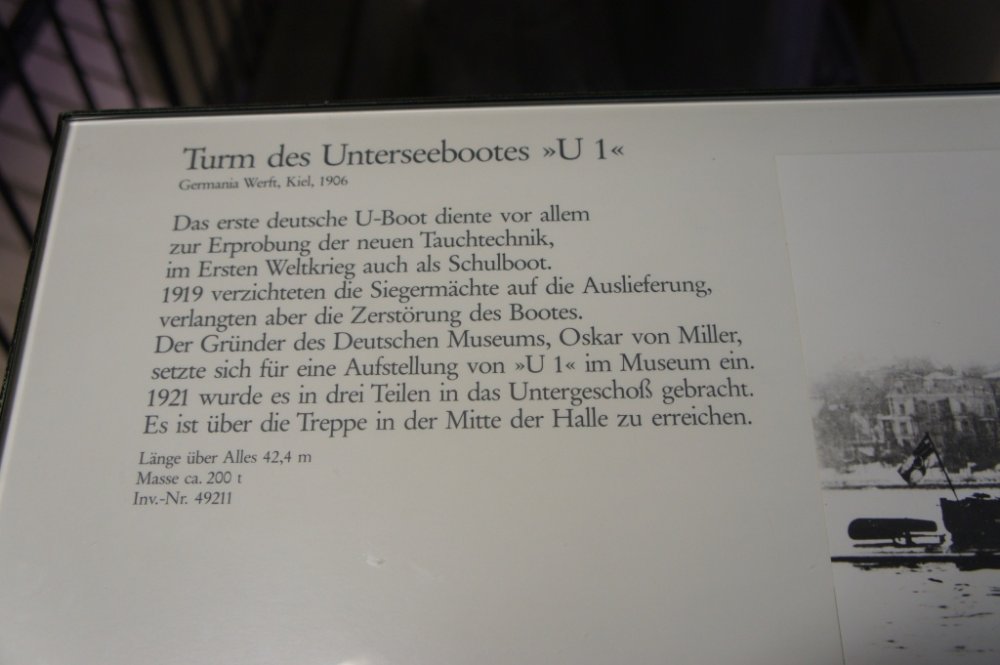 Turm des Unterseebootes »U 1«
Germania Werft, Kiel, 1906
Das erste deutsche U-Boot diente vor allem
zur Erprobung der neuen Tauchtechnik,
im Ersten Weltkrieg auch als Schulboot.
1919 verzichteten die Siegermächte auf die Auslieferung,
verlangten aber die Zerstörung des Bootes.
Der Gründer des Deutschen Museums, Oskar von Miller,
setzte sich für eine Aufstellung von »U 1« im Museum ein.
1921 wurde es in drei Teilen in das Untergeschoß gebracht.
Es ist über die Treppe in der Mitte der Halle zu erreichen.
Länge über Alles 42,4 m
Masse ca. 200 t
Inv.-Nr. 49211